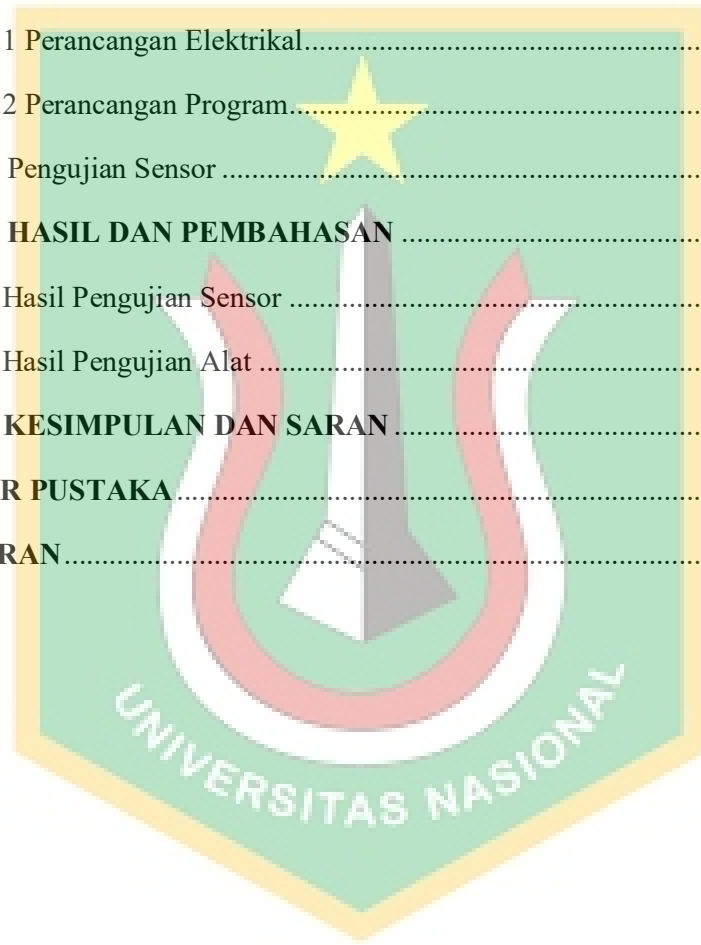 1 Perancangan Elektrikal..........................................................
2 Perancangan Program............................................................
Pengujian Sensor ......................................................................
HASIL DAN PEMBAHASAN ..............................................
Hasil Pengujian Sensor .............................................................
Hasil Pengujian Alat .................................................................
KESIMPULAN DAN SARAN ..............................................
R PUSTAKA............................................................................
RAN...........................................................................................
UNIVERSITAS NASIONAL